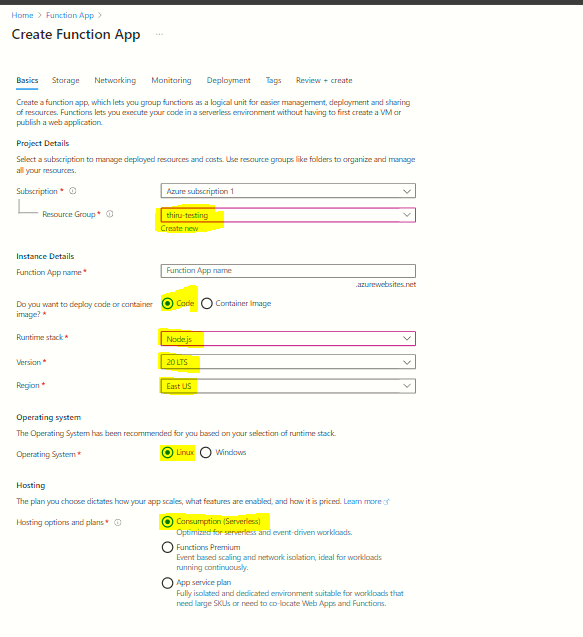 Home > Function App >
Create Function App ...
Basics Storage Networking Monitoring Deployment Tags Review + create
Create a function app, which lets you group functions as a logical unit for easier management, deployment and sharing
of resources. Functions lets you execute your code in a serverless environment without having to first create a VM or
publish a web application.
Project Details
Select a subscription to manage deployed resources and costs. Use resource groups like folders to organize and manage
all your resources.
Subscription * Azure subscription 1
Resource Group * thiru-testing
Create new
Instance Details
Function App name * Function App name
.azurewebsites.net
Do you want to deploy code or container
image? *
Code Container Image
Runtime stack * Node.js
Version * 20 LTS
Region * East US
Operating system
The Operating System has been recommended for you based on your selection of runtime stack.
Operating System * Linux Windows
Hosting
The plan you choose dictates how your app scales, what features are enabled, and how it is priced. Learn more
Hosting options and plans * Consumption (Serverless)
Optimized for serverless and event-driven workloads.
Functions Premium
Event based scaling and network isolation, ideal for workloads
running continuously.
App service plan
Fully isolated and dedicated environment suitable for workloads that
need large SKUs or need to co-locate Web Apps and Functions.